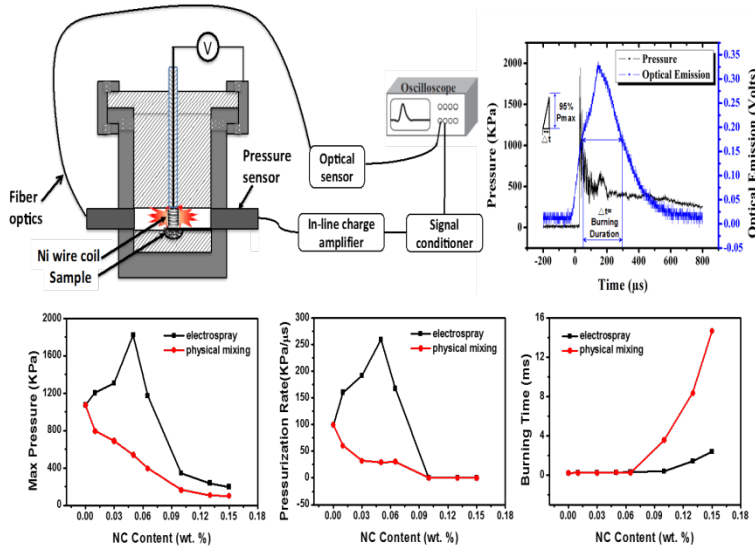 V
Oscilloscope
Optical
sensor
Pressure
sensor
Fiber
optics
In-line charge
amplifier
Signal
conditioner
Ni wire coil
Sample
Pressure
Optical Emission
95%
Pmax
Δt
Δt=
Burning
Duration
Pressure (KPa)
2000
1500
1000
500
0
Optical Emission (Volts)
0.35
0.30
0.25
0.20
0.15
0.10
0.05
0.00
-200 0 200 400 600 800
Time (µs)
electrospray
physical mixing
Max Pressure (KPa)
2000
1600
1200
800
400
0
0.00 0.03 0.06 0.09 0.12 0.15 0.18
NC Content (wt. %)
electrospray
physical mixing
Pressurization Rate(KPa/µs)
300
250
200
150
100
50
0
-50
0.00 0.03 0.06 0.09 0.12 0.15 0.18
NC Content (wt. %)
electrospray
physical mixing
Burning Time (ms)
16
12
8
4
0
0.00 0.03 0.06 0.09 0.12 0.15 0.18
NC Content (wt. %)